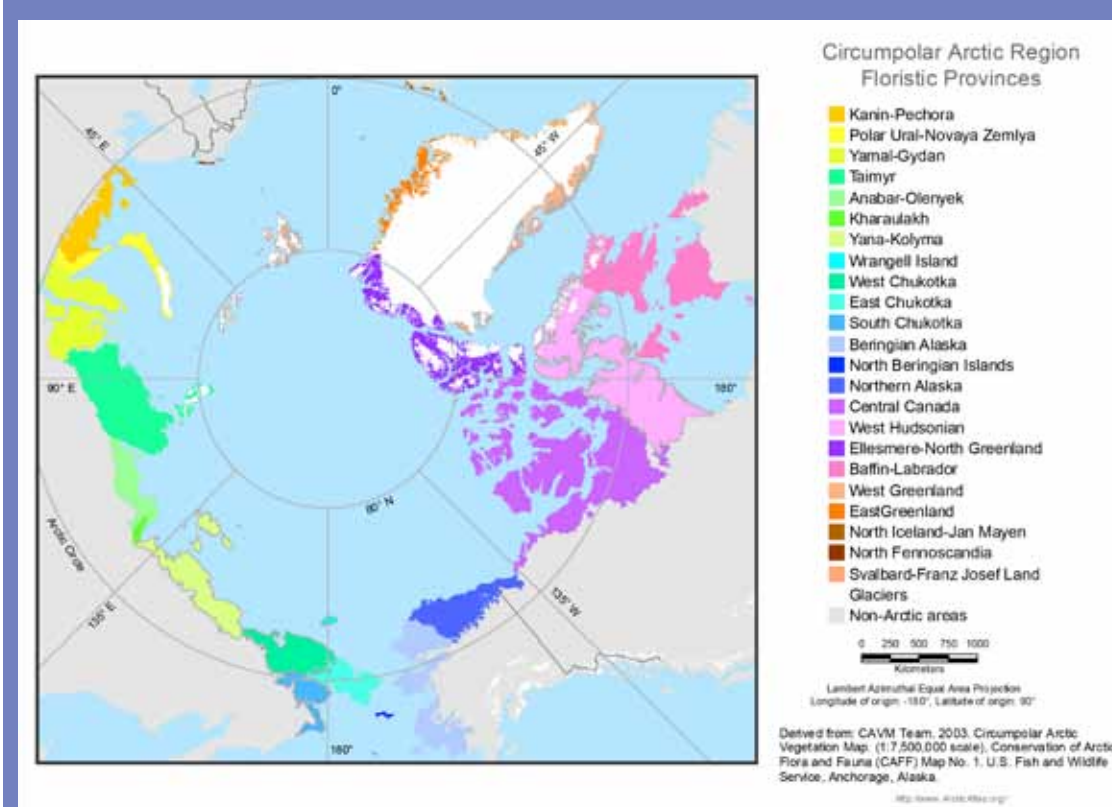 Circumpolar Arctic Region
Floristic Provinces
Kanin-Pechora
Polar Ural-Novaya Zemlya
Yamal-Gydan
Taimyr
Anabar-Olenyek
Kharaulakh
Yana-Kolyma
Wrangell Island
West Chukotka
East Chukotka
South Chukotka
Beringian Alaska
North Beringian Islands
Northern Alaska
Central Canada
West Hudsonian
Ellesmere-North Greenland
Baffin-Labrador
West Greenland
EastGreenland
North Iceland-Jan Mayen
North Fennoscandia
Svalbard-Franz Josef Land
Glaciers
Non-Arctic areas
0 250 500 750 1000
Kilometers
Lambert Azimuthal Equal Area Projection
Longitude of origin: -180°, Latitude of origin: 90°
Derived from: CAVM Team. 2003. Circumpolar Arctic
Vegetation Map. (1:7,500,000 scale), Conservation of Arctic
Flora and Fauna (CAFF) Map No. 1. U.S. Fish and Wildlife
Service, Anchorage, Alaska.
0°
45° E
45° W
90° E
180°
80° N
Arctic Circle
135° E
135° W
180°